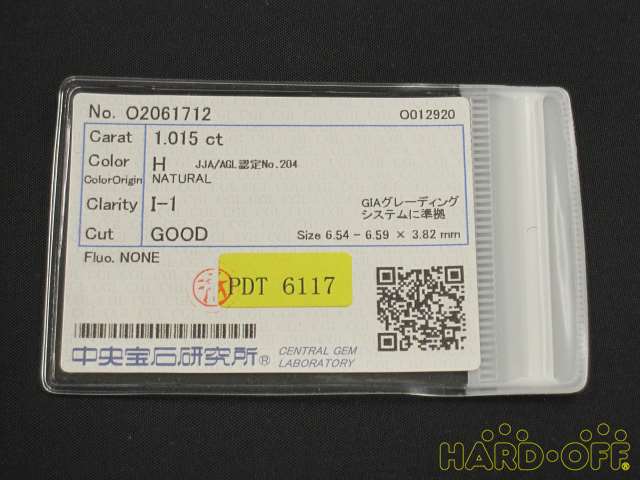 No. O2061712
O012920
Carat 1.015 ct
Color H JJA/AGL認定No.204
ColorOrigin NATURAL
Clarity I-1
GIAグレーディング
システムに準拠
Cut GOOD Size 6.54 - 6.59 × 3.82 mm
Fluo. NONE
PDT 6117
中央宝石研究所® CENTRAL GEM
LABORATORY
HARD・OFF®